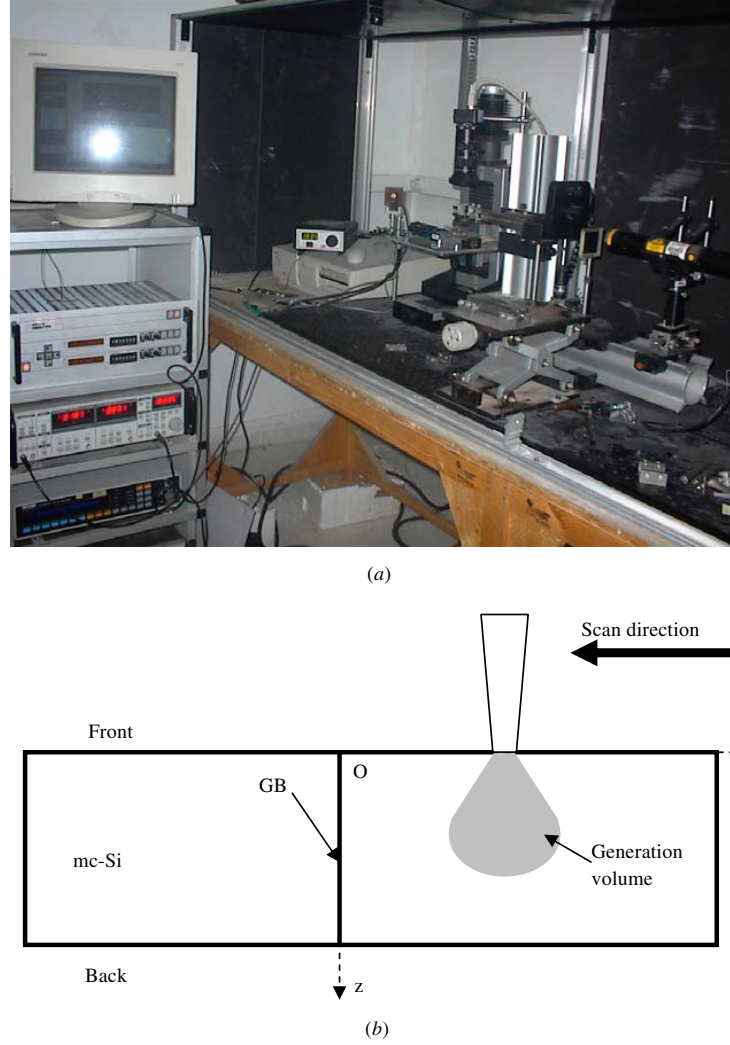 (a)
Scan direction
Front
O
GB
mc-Si
Generation
volume
Back
z
(b)